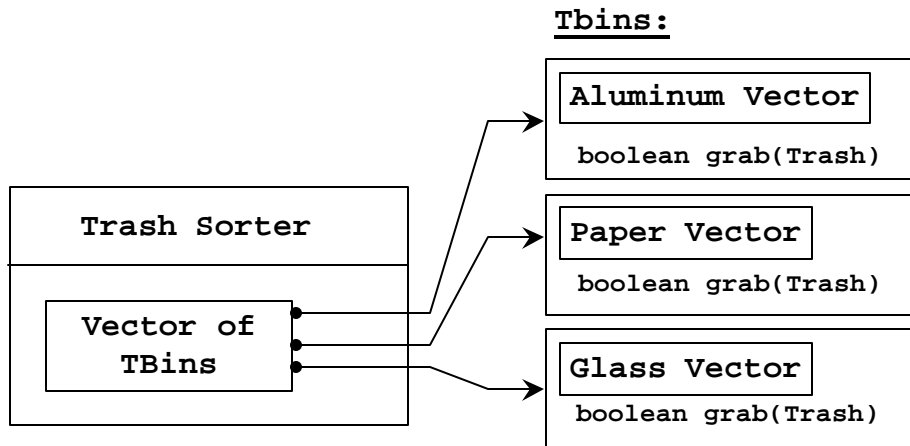 Tbins:
Aluminum Vector
boolean grab(Trash)
Trash Sorter
Paper Vector
boolean grab(Trash)
Vector of
TBins
Glass Vector
boolean grab(Trash)